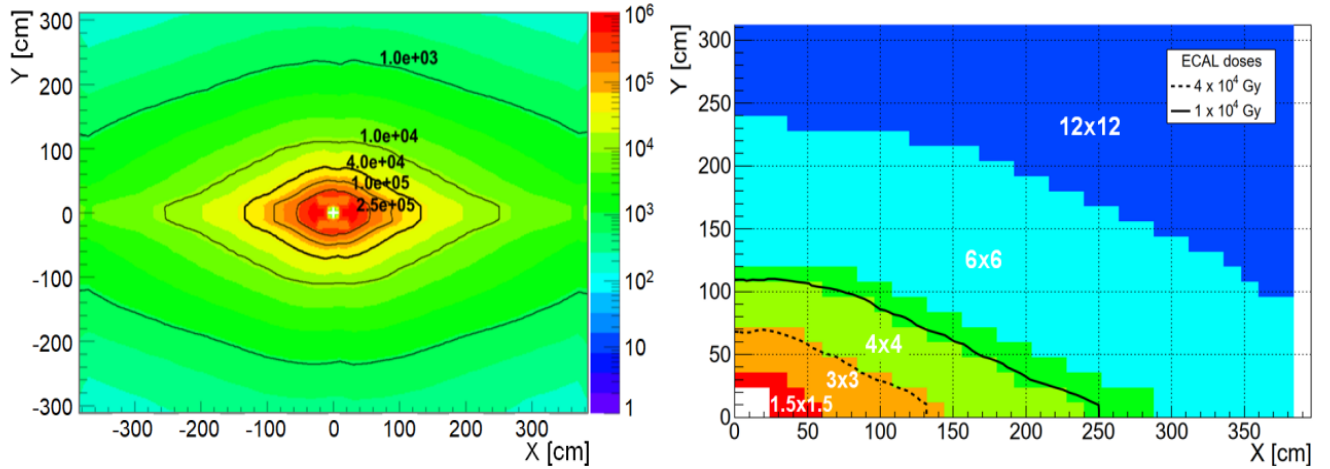 Y [cm]
300
200
100
0
-100
-200
-300
-300
-200
-100
0
100
200
300
X [cm]
1.0e+03
1.0e+04
4.0e+04
1.0e+05
2.5e+05
10⁶
10⁵
10⁴
10³
10²
10
1
Y [cm]
300
250
200
150
100
50
0
0
50
100
150
200
250
300
350
X [cm]
ECAL doses
4 x 10⁴ Gy
1 x 10⁴ Gy
12x12
6x6
4x4
3x3
1.5x1.5